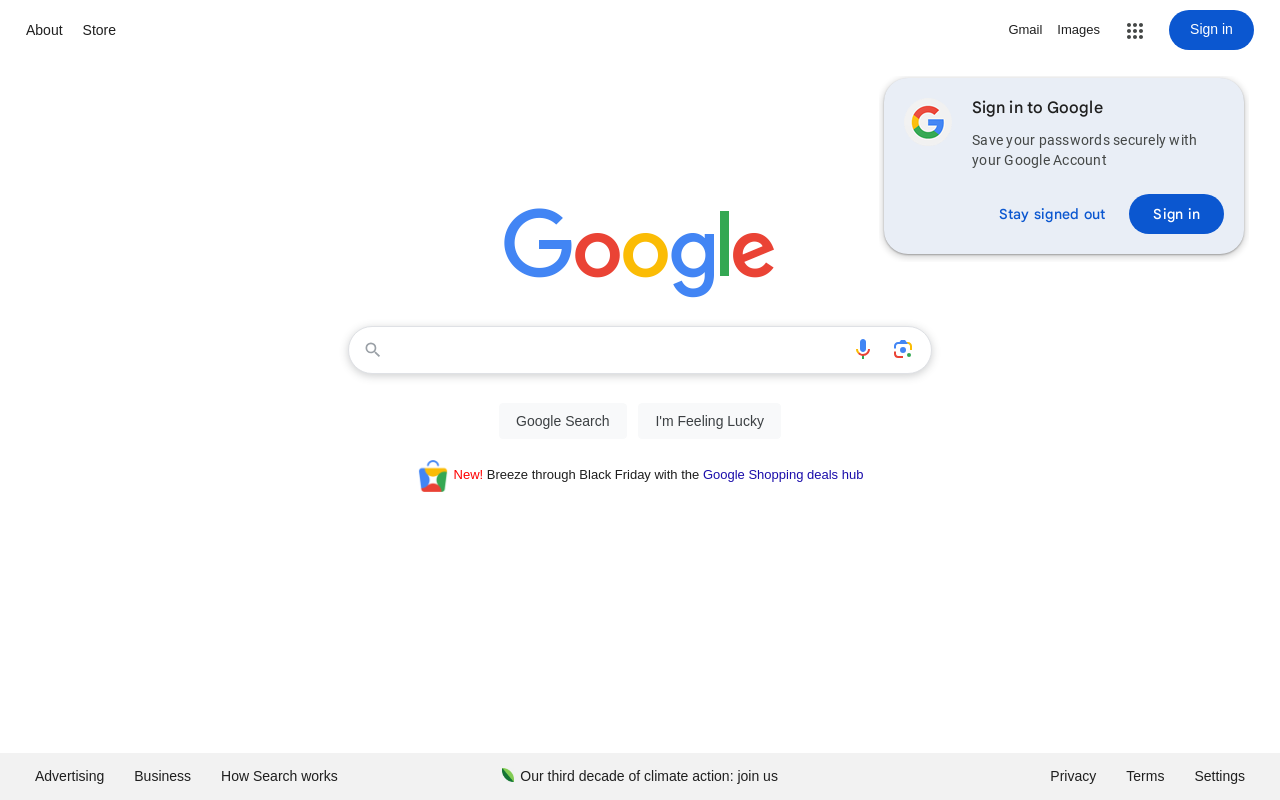 About Store
Gmail Images Sign in
Sign in to Google
Save your passwords securely with
your Google Account
Stay signed out Sign in
Google
Google Search I'm Feeling Lucky
New! Breeze through Black Friday with the Google Shopping deals hub
Advertising Business How Search works Our third decade of climate action: join us Privacy Terms Settings